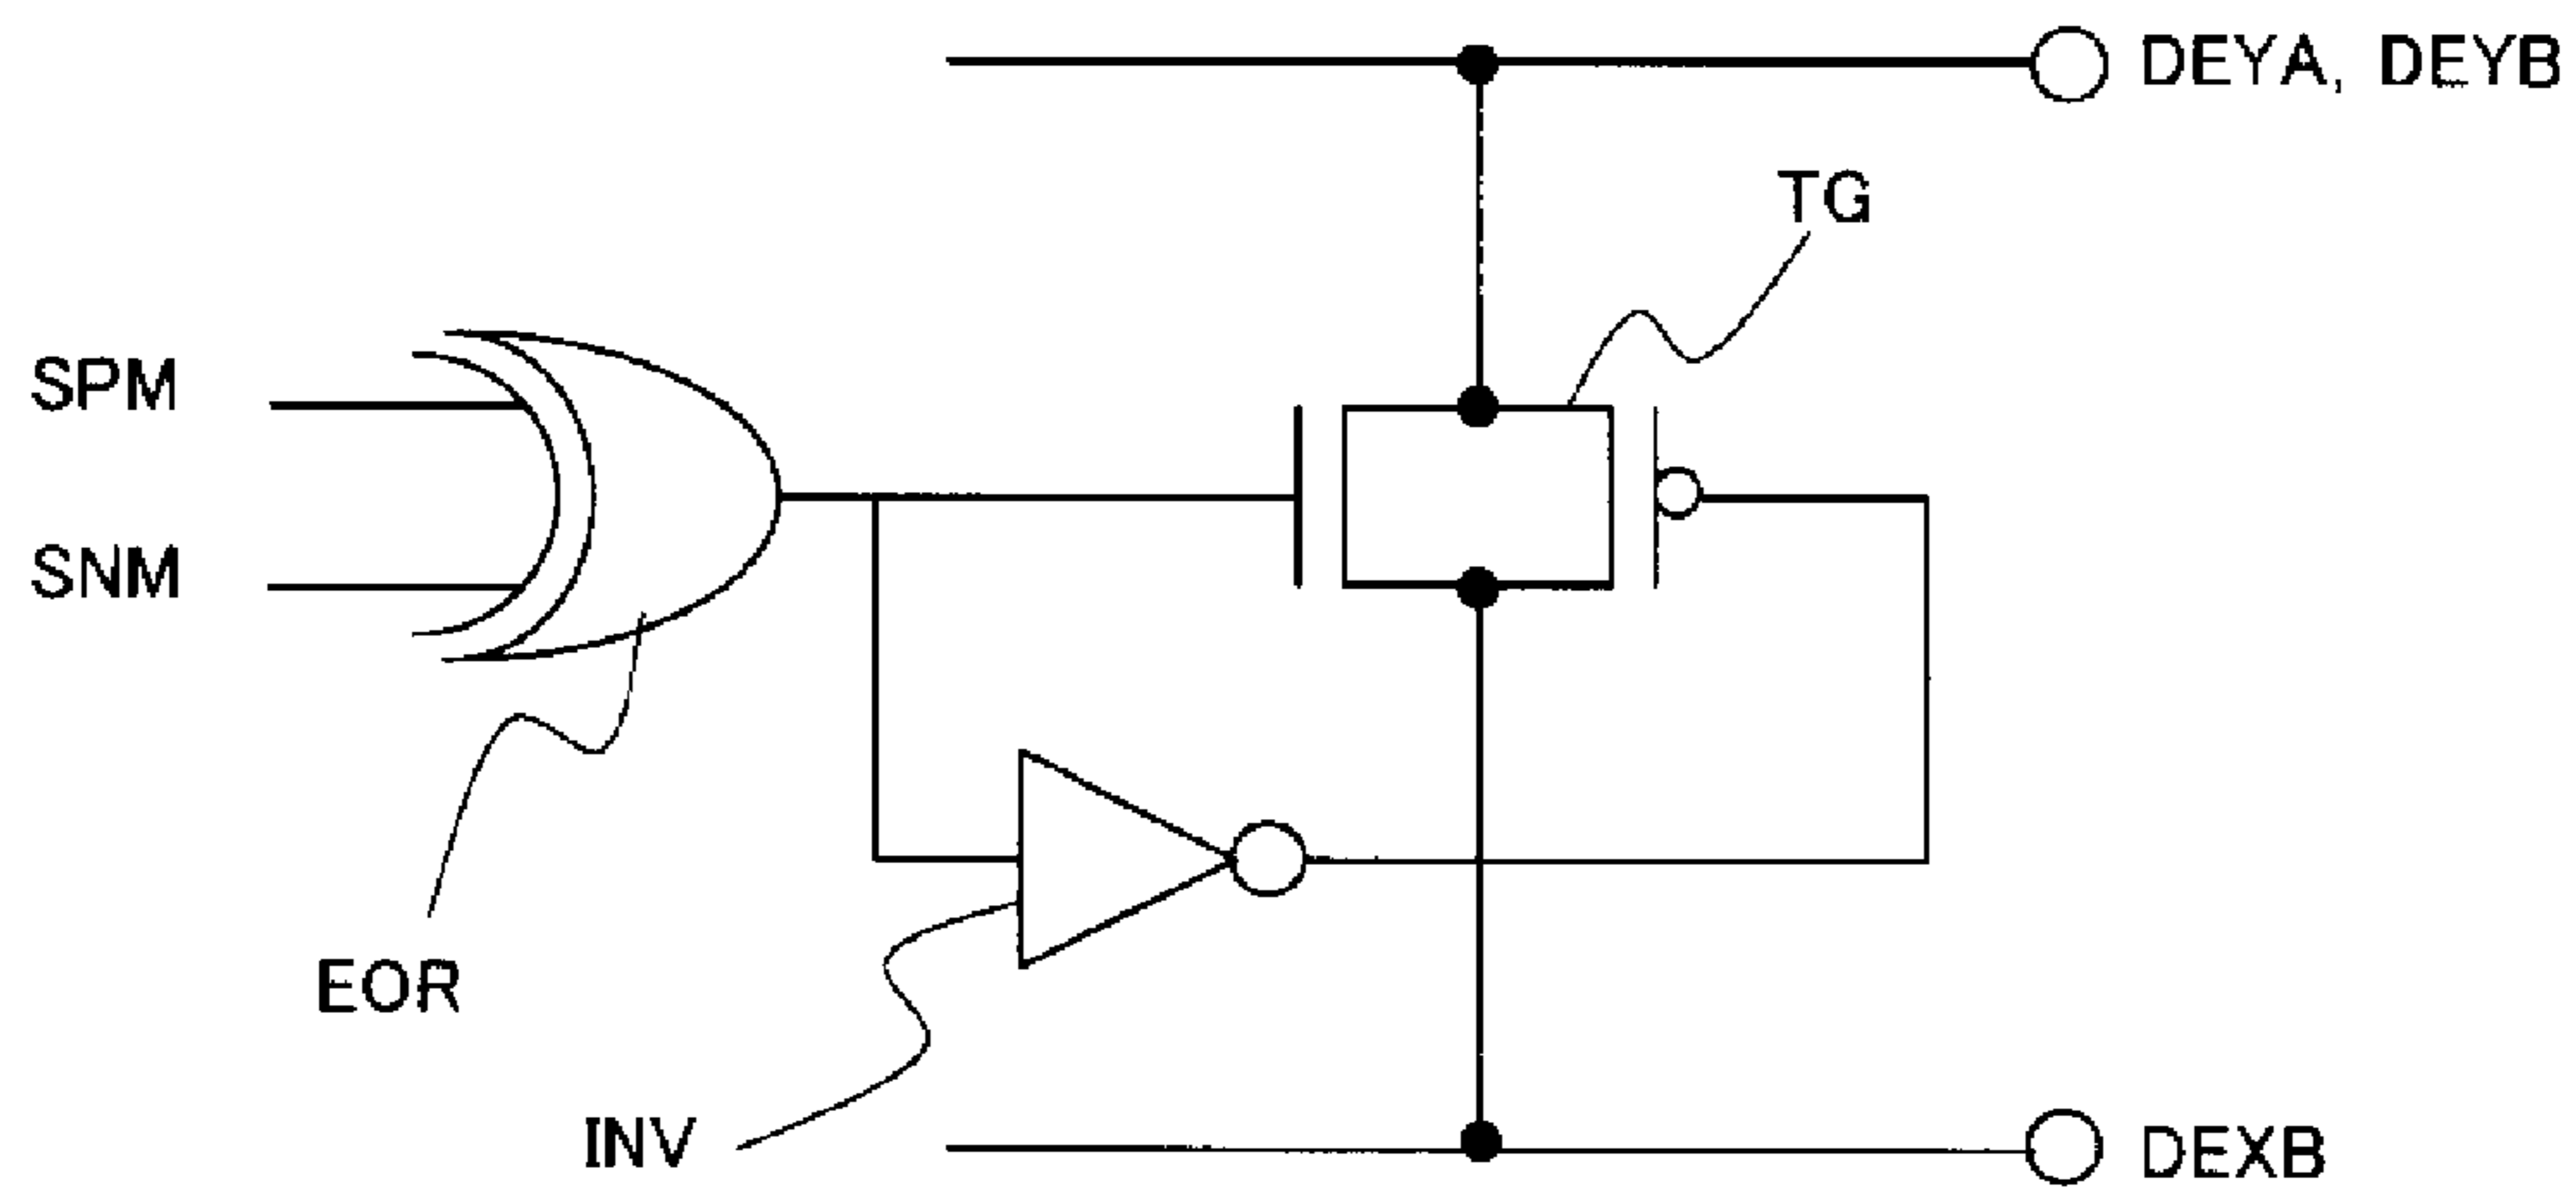 DEYA, DEYB
TG
SPM
SNM
EOR
INV
DEXB